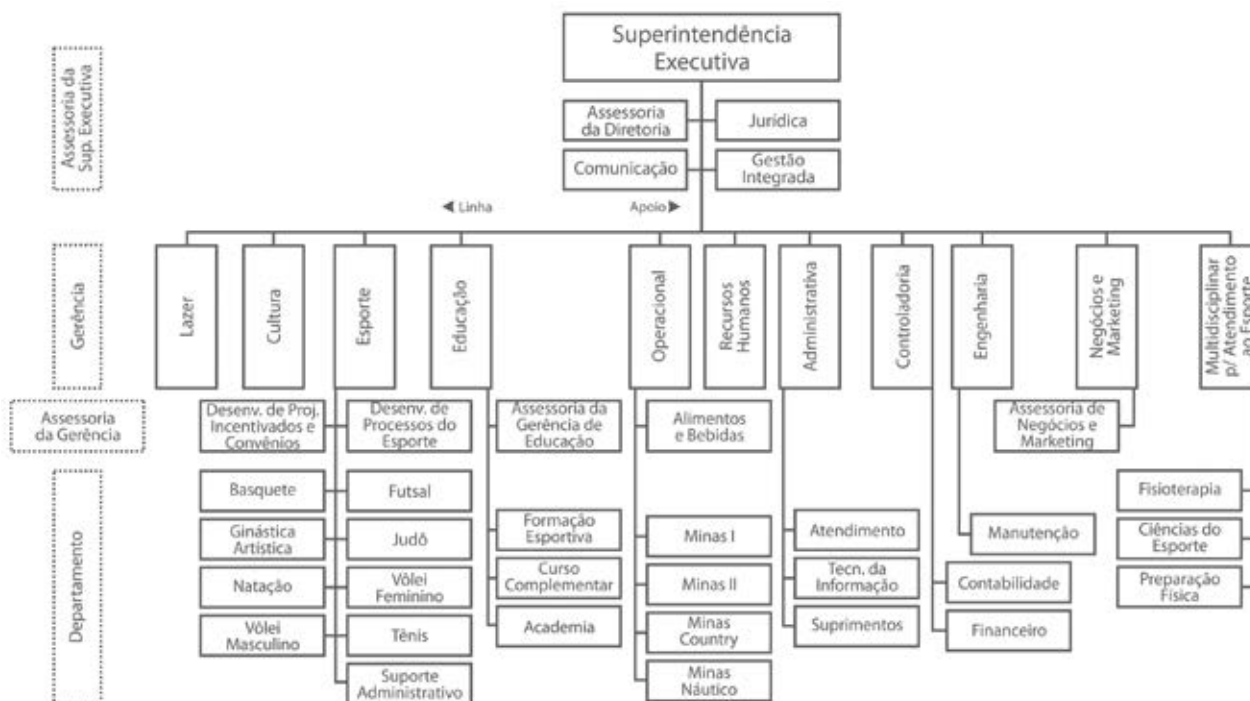 Superintendência
Executiva
Assessoria da
Sup. Executiva
Assessoria
da Diretoria
Jurídica
Comunicação
Gestão
Integrada
◄ Linha
Apoio ►
Gerência
Lazer
Cultura
Esporte
Educação
Operacional
Recursos
Humanos
Administrativa
Controladoria
Engenharia
Negócios e
Marketing
Multidisciplinar
p/ Atendimento
ao Esporte
Assessoria
da Gerência
Desenv. de Proj.
Incentivados e
Convênios
Desenv. de
Processos do
Esporte
Assessoria da
Gerência de
Educação
Alimentos
e Bebidas
Assessoria de
Negócios e
Marketing
Departamento
Basquete
Futsal
Fisioterapia
Ginástica
Artística
Judô
Formação
Esportiva
Minas I
Atendimento
Manutenção
Ciências do
Esporte
Natação
Vôlei
Feminino
Curso
Complementar
Minas II
Tecn. da
Informação
Contabilidade
Preparação
Física
Vôlei
Masculino
Tênis
Academia
Minas
Country
Suprimentos
Financeiro
Suporte
Administrativo
Minas
Náutico